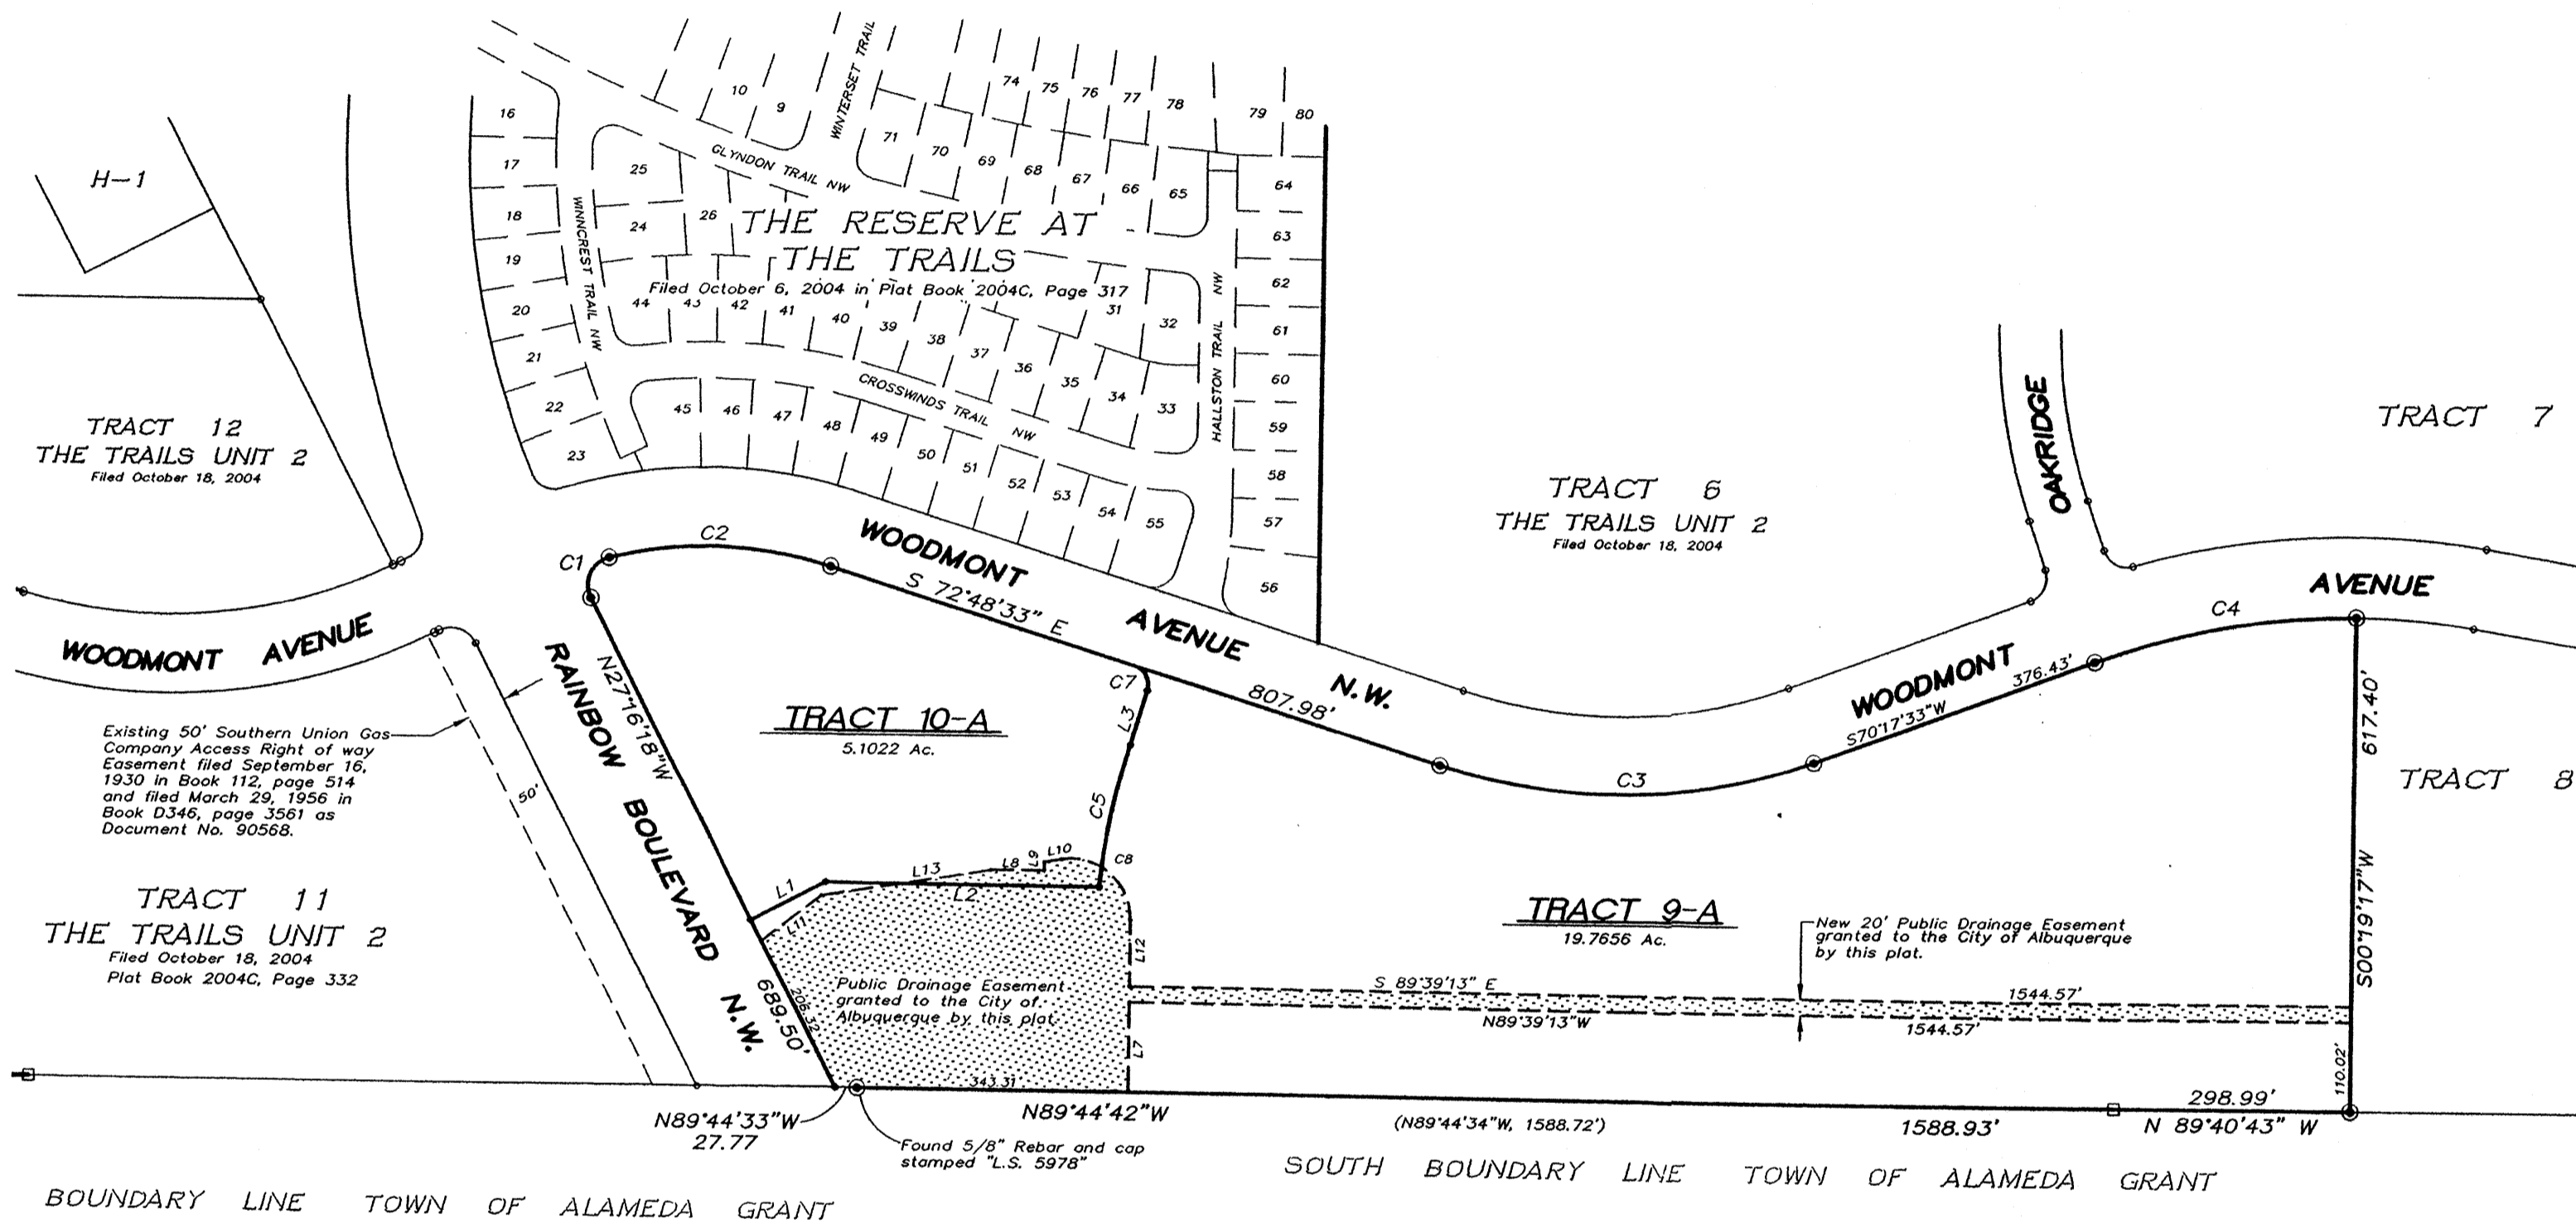 H-1
TRACT 12
THE TRAILS UNIT 2
Filed October 18, 2004
16
17
18
19
20
21
22
23
10
9
WINTERSET TRAIL
74
75
76
77
78
79
80
71
70
69
68
67
66
65
64
GLYNDON TRAIL NW
25
24
26
WINNCREST TRAIL NW
THE RESERVE AT
THE TRAILS
Filed October 6, 2004 in Plat Book 2004C, Page 317
44
43
42
41
40
39
38
37
36
35
34
33
31
32
63
62
61
60
59
58
57
56
HALLSTON TRAIL NW
CROSSWINDS TRAIL NW
45
46
47
48
49
50
51
52
53
54
55
TRACT 6
THE TRAILS UNIT 2
Filed October 18, 2004
OAKRIDGE
TRACT 7
WOODMONT AVENUE
C1
C2
WOODMONT AVENUE N.W.
S 72°48'33" E
807.98'
C3
WOODMONT AVENUE
S70°17'33"W
376.43'
C4
617.40'
S00°19'17"W
110.02'
TRACT 8
RAINBOW BOULEVARD N.W.
N27°16'18"W
689.50'
206.32
TRACT 10-A
5.1022 Ac.
C7
L3
C5
C8
L10
L9
L8
L13
L2
L1
L11
L12
L7
Existing 50' Southern Union Gas
Company Access Right of way
Easement filed September 16,
1930 in Book 112, page 514
and filed March 29, 1956 in
Book D346, page 3561 as
Document No. 90568.
50'
TRACT 11
THE TRAILS UNIT 2
Filed October 18, 2004
Plat Book 2004C, Page 332
TRACT 9-A
19.7656 Ac.
New 20' Public Drainage Easement
granted to the City of Albuquerque
by this plat.
Public Drainage Easement
granted to the City of
Albuquerque by this plat.
S 89°39'13" E
1544.57'
N89°39'13"W
1544.57'
343.31
N89°44'33"W
27.77
N89°44'42"W
(N89°44'34"W, 1588.72')
1588.93'
298.99'
N 89°40'43" W
Found 5/8" Rebar and cap
stamped "L.S. 5978"
SOUTH BOUNDARY LINE TOWN OF ALAMEDA GRANT
BOUNDARY LINE TOWN OF ALAMEDA GRANT